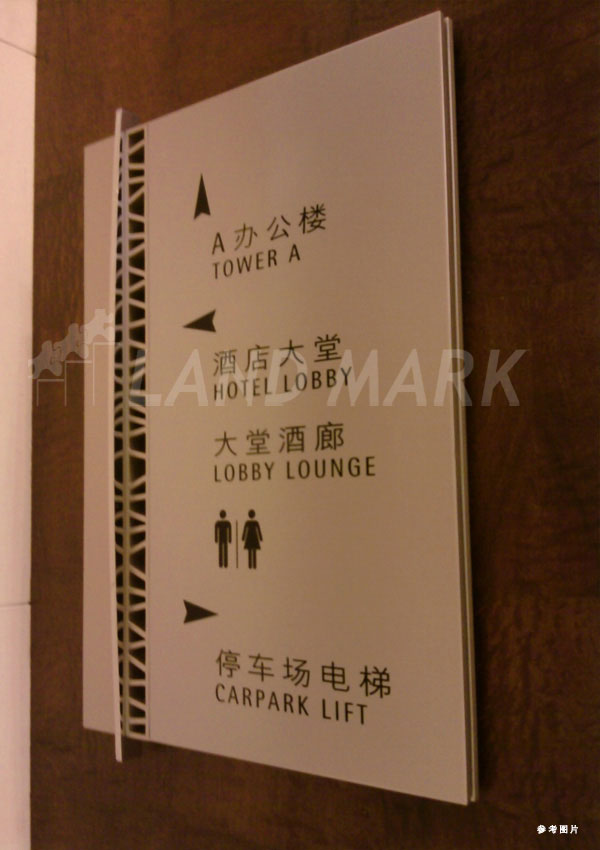 A办公楼
TOWER A
酒店大堂
HOTEL LOBBY
LAND MARK
大堂酒廊
LOBBY LOUNGE
停车场电梯
CARPARK LIFT
参考图片